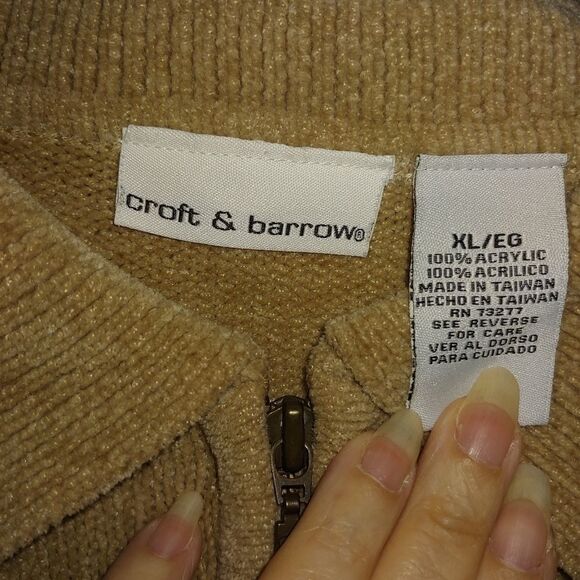 croft & barrow®
XL/EG
100% ACRYLIC
100% ACRILICO
MADE IN TAIWAN
HECHO EN TAIWAN
RN 73277
SEE REVERSE
FOR CARE
VER AL DORSO
PARA CUIDADO